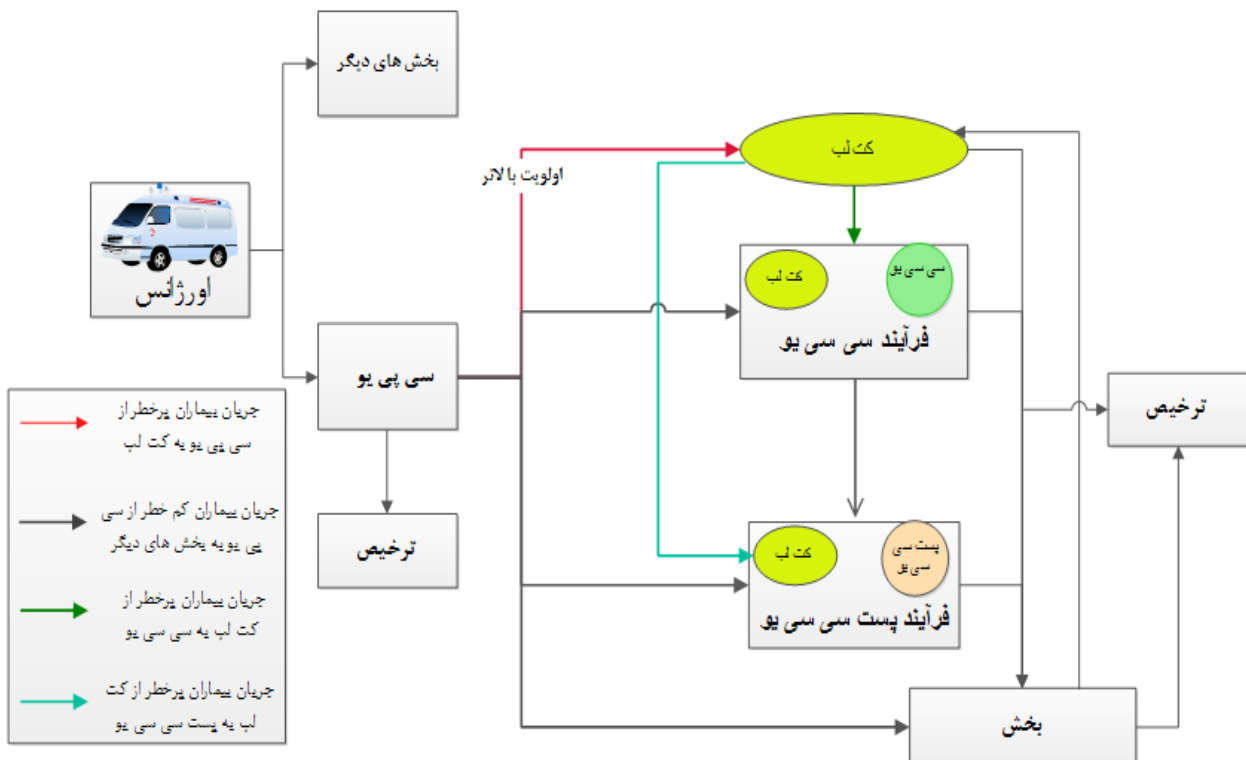 بخش های دیگر
کت لب
اولویت بالاتر
اورژانس
کت لب
سی سی یو
فرآیند سی سی یو
سی پی یو
ترخیص
ترخیص
کت لب
پست سی
سی یو
فرآیند پست سی سی یو
بخش
جریان بیماران پرخطر از
سی پی یو به کت لب
جریان بیماران کم خطر از سی
پی یو به بخش های دیگر
جریان بیماران پرخطر از
کت لب به سی سی یو
جریان بیماران پرخطر از کت
لب به پست سی سی یو